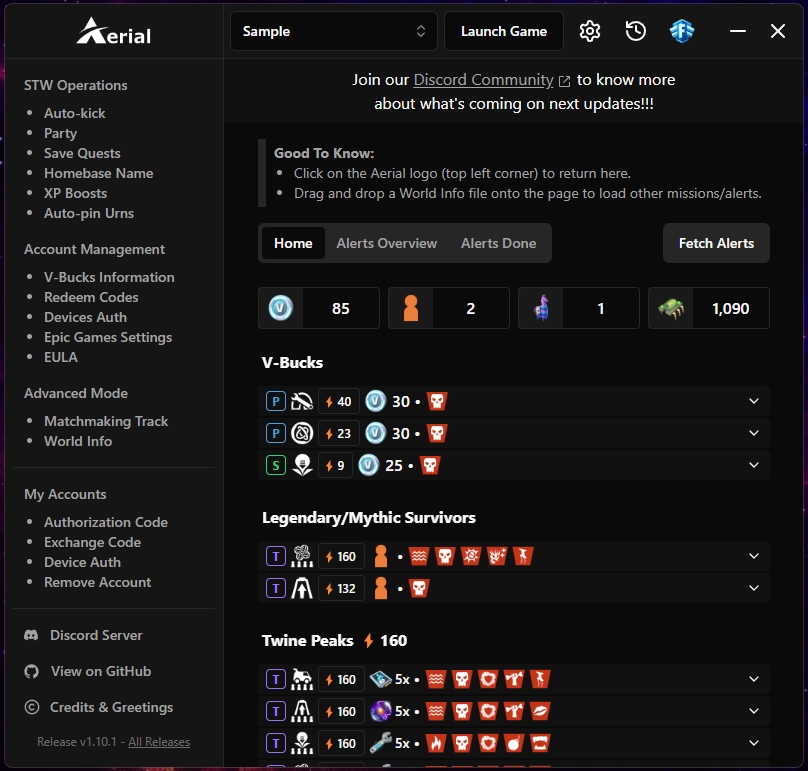 Aerial
Sample
Launch Game
STW Operations
Auto-kick
Party
Save Quests
Homebase Name
XP Boosts
Auto-pin Urns
Account Management
V-Bucks Information
Redeem Codes
Devices Auth
Epic Games Settings
EULA
Advanced Mode
Matchmaking Track
World Info
My Accounts
Authorization Code
Exchange Code
Device Auth
Remove Account
Discord Server
View on GitHub
Credits & Greetings
Release v1.10.1 - All Releases
Join our Discord Community to know more
about what's coming on next updates!!!
Good To Know:
• Click on the Aerial logo (top left corner) to return here.
• Drag and drop a World Info file onto the page to load other missions/alerts.
Home Alerts Overview Alerts Done
Fetch Alerts
V 85
2
1
1,090
V-Bucks
P 40 V 30 •
P 23 V 30 •
S 9 V 25 •
Legendary/Mythic Survivors
T 160 •
T 132 •
Twine Peaks 160
T 160 5x •
T 160 5x •
T 160 5x •